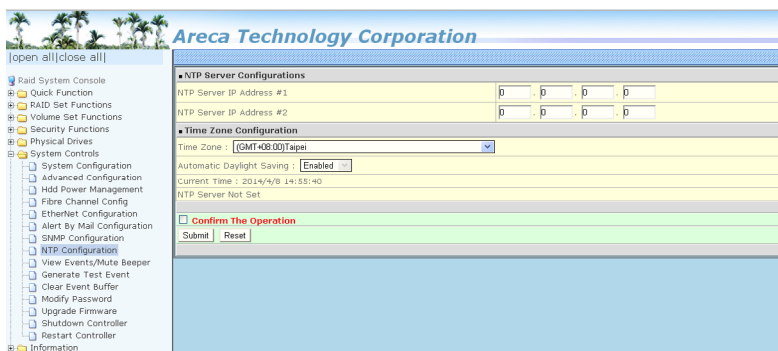 Areca Technology Corporation
|open all|close all|
Raid System Console
Quick Function
RAID Set Functions
Volume Set Functions
Security Functions
Physical Drives
System Controls
System Configuration
Advanced Configuration
Hdd Power Management
Fibre Channel Config
EtherNet Configuration
Alert By Mail Configuration
SNMP Configuration
NTP Configuration
View Events/Mute Beeper
Generate Test Event
Clear Event Buffer
Modify Password
Upgrade Firmware
Shutdown Controller
Restart Controller
Information
▪ NTP Server Configurations
NTP Server IP Address #1 0 . 0 . 0 . 0
NTP Server IP Address #2 0 . 0 . 0 . 0
▪ Time Zone Configuration
Time Zone : (GMT+08:00)Taipei
Automatic Daylight Saving : Enabled
Current Time : 2014/4/8 14:55:40
NTP Server Not Set
Confirm The Operation
Submit Reset